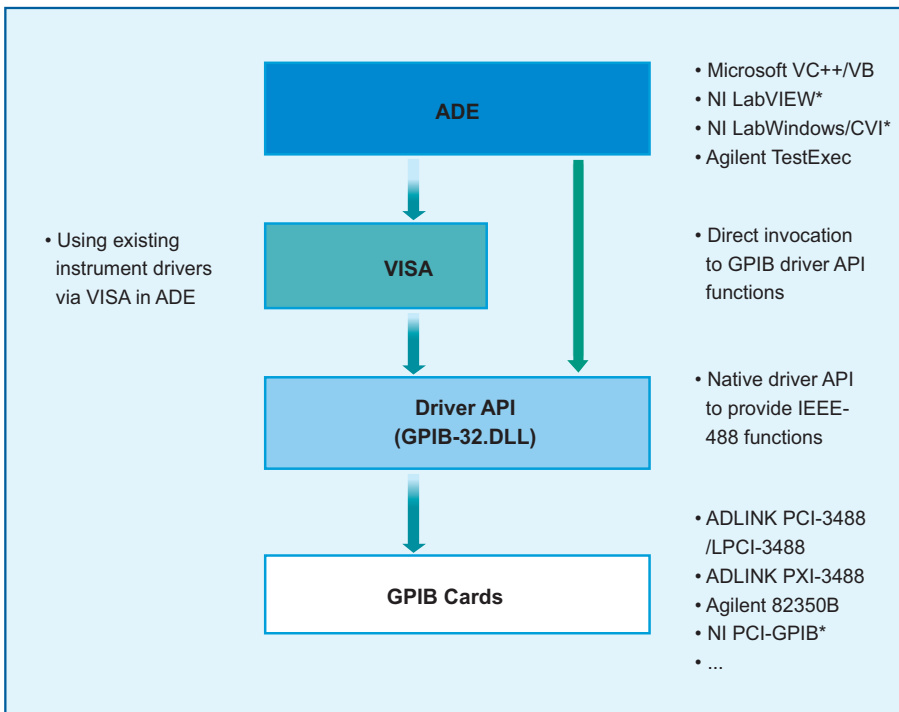 ADE
• Microsoft VC++/VB
• NI LabVIEW*
• NI LabWindows/CVI*
• Agilent TestExec
• Using existing
instrument drivers
via VISA in ADE
VISA
• Direct invocation
to GPIB driver API
functions
Driver API
(GPIB-32.DLL)
• Native driver API
to provide IEEE-
488 functions
GPIB Cards
• ADLINK PCI-3488
/LPCI-3488
• ADLINK PXI-3488
• Agilent 82350B
• NI PCI-GPIB*
• ...